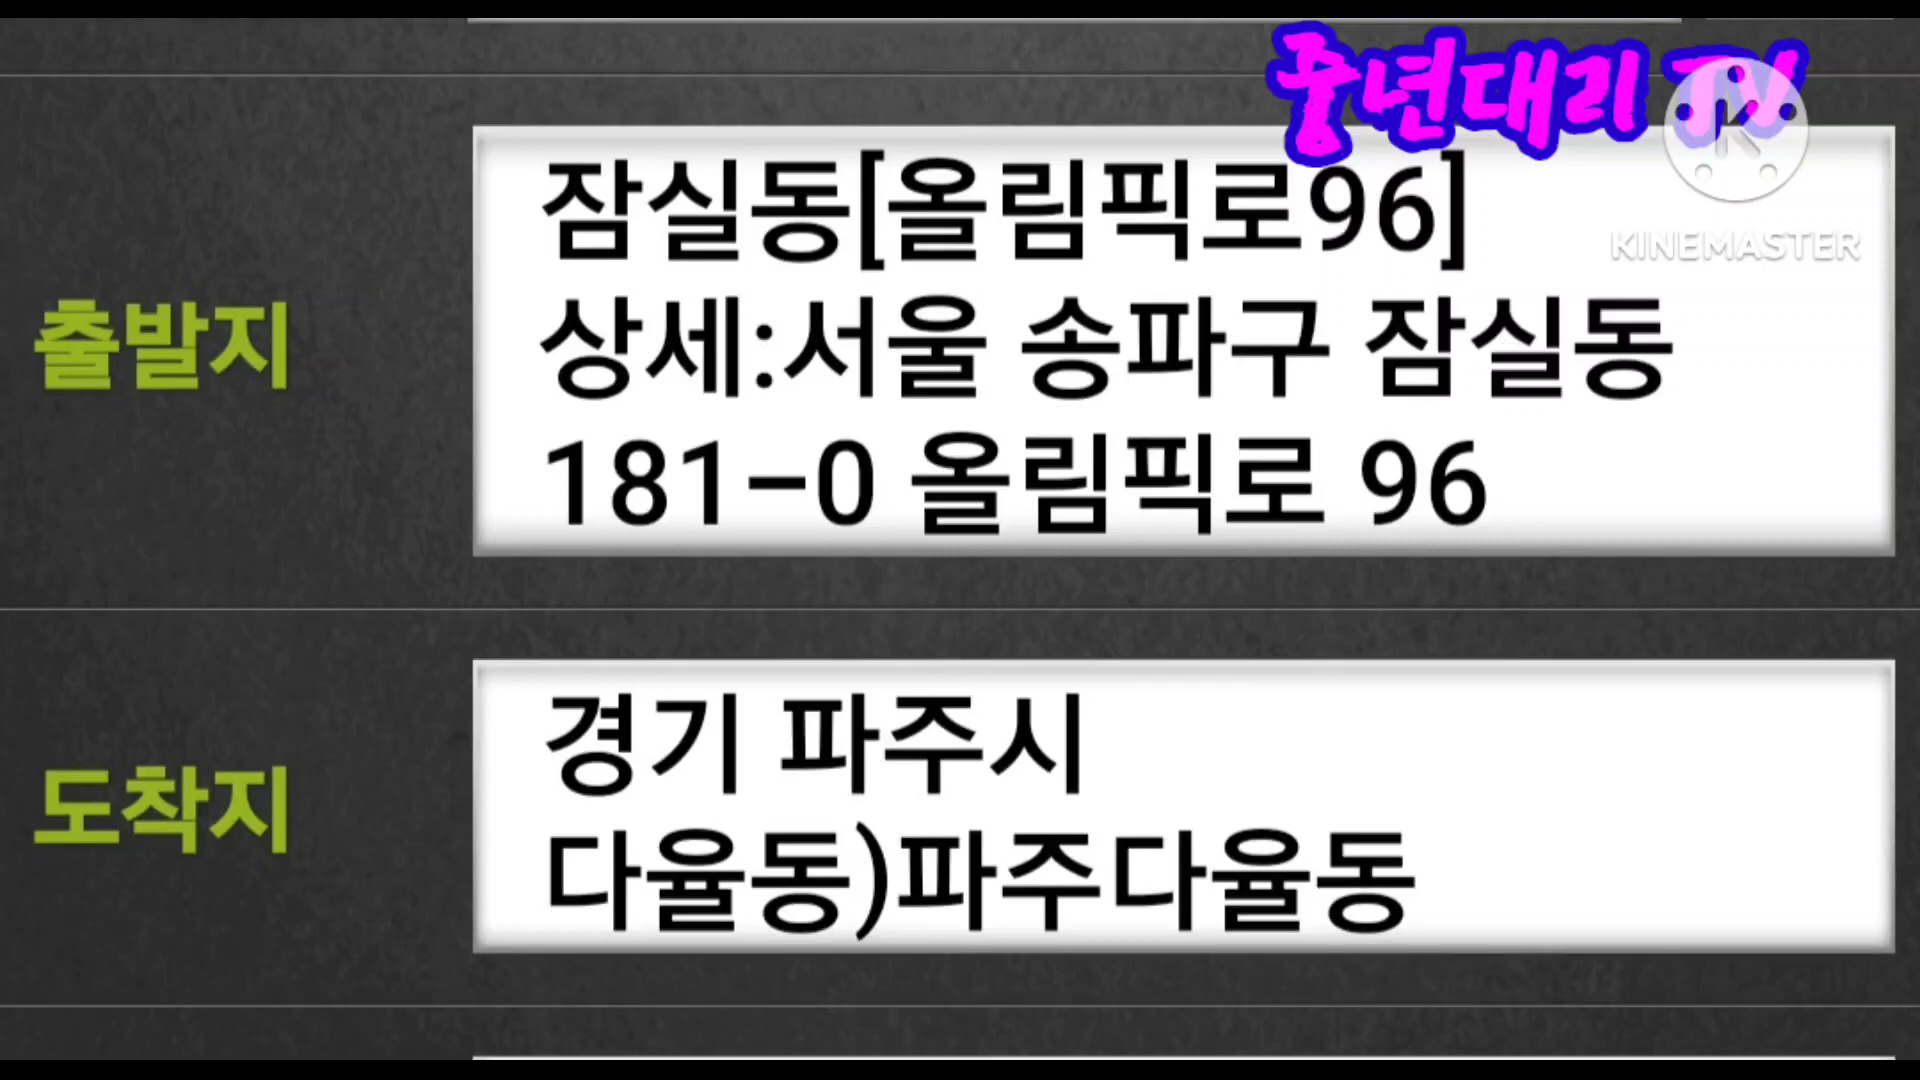 중년대리 TV
KINEMASTER
출발지
잠실동[올림픽로96]
상세:서울 송파구 잠실동
181-0 올림픽로 96
도착지
경기 파주시
다율동)파주다율동